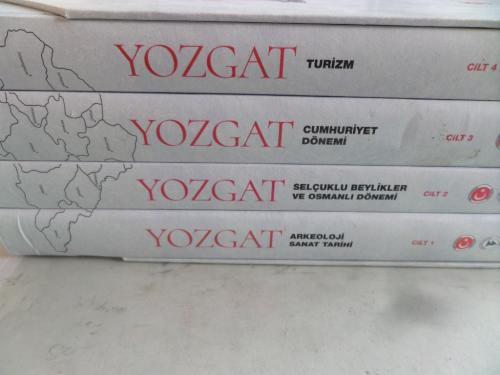 YOZGAT TURİZM CİLT 4
YOZGAT CUMHURİYET
DÖNEMİ CİLT 3
YOZGAT SELÇUKLU BEYLİKLER
VE OSMANLI DÖNEMİ CİLT 2
YOZGAT ARKEOLOJİ
SANAT TARİHİ CİLT 1